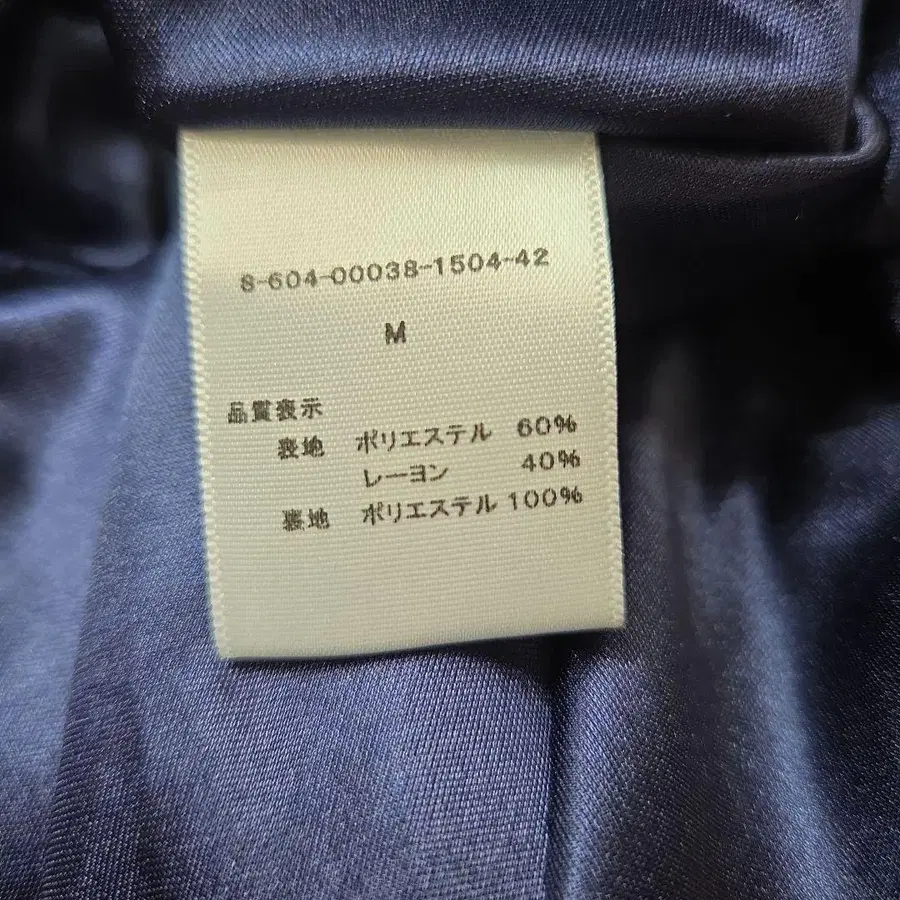 8-604-00038-1504-42
M
品質表示
表地 ポリエステル 60%
レーヨン 40%
裏地 ポリエステル 100%